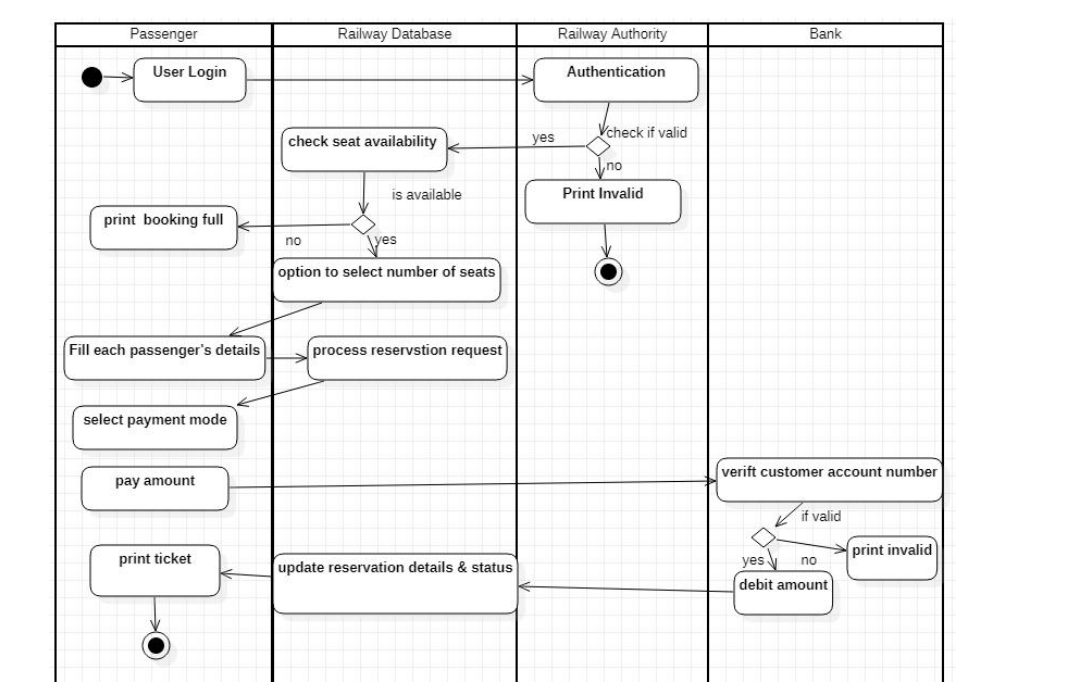 Passenger
Railway Database
Railway Authority
Bank
User Login
Authentication
check if valid
yes
check seat availability
no
is available
Print Invalid
print  booking full
no
yes
option to select number of seats
Fill each passenger's details
process reservstion request
select payment mode
verift customer account number
pay amount
if valid
print invalid
print ticket
yes
no
update reservation details & status
debit amount